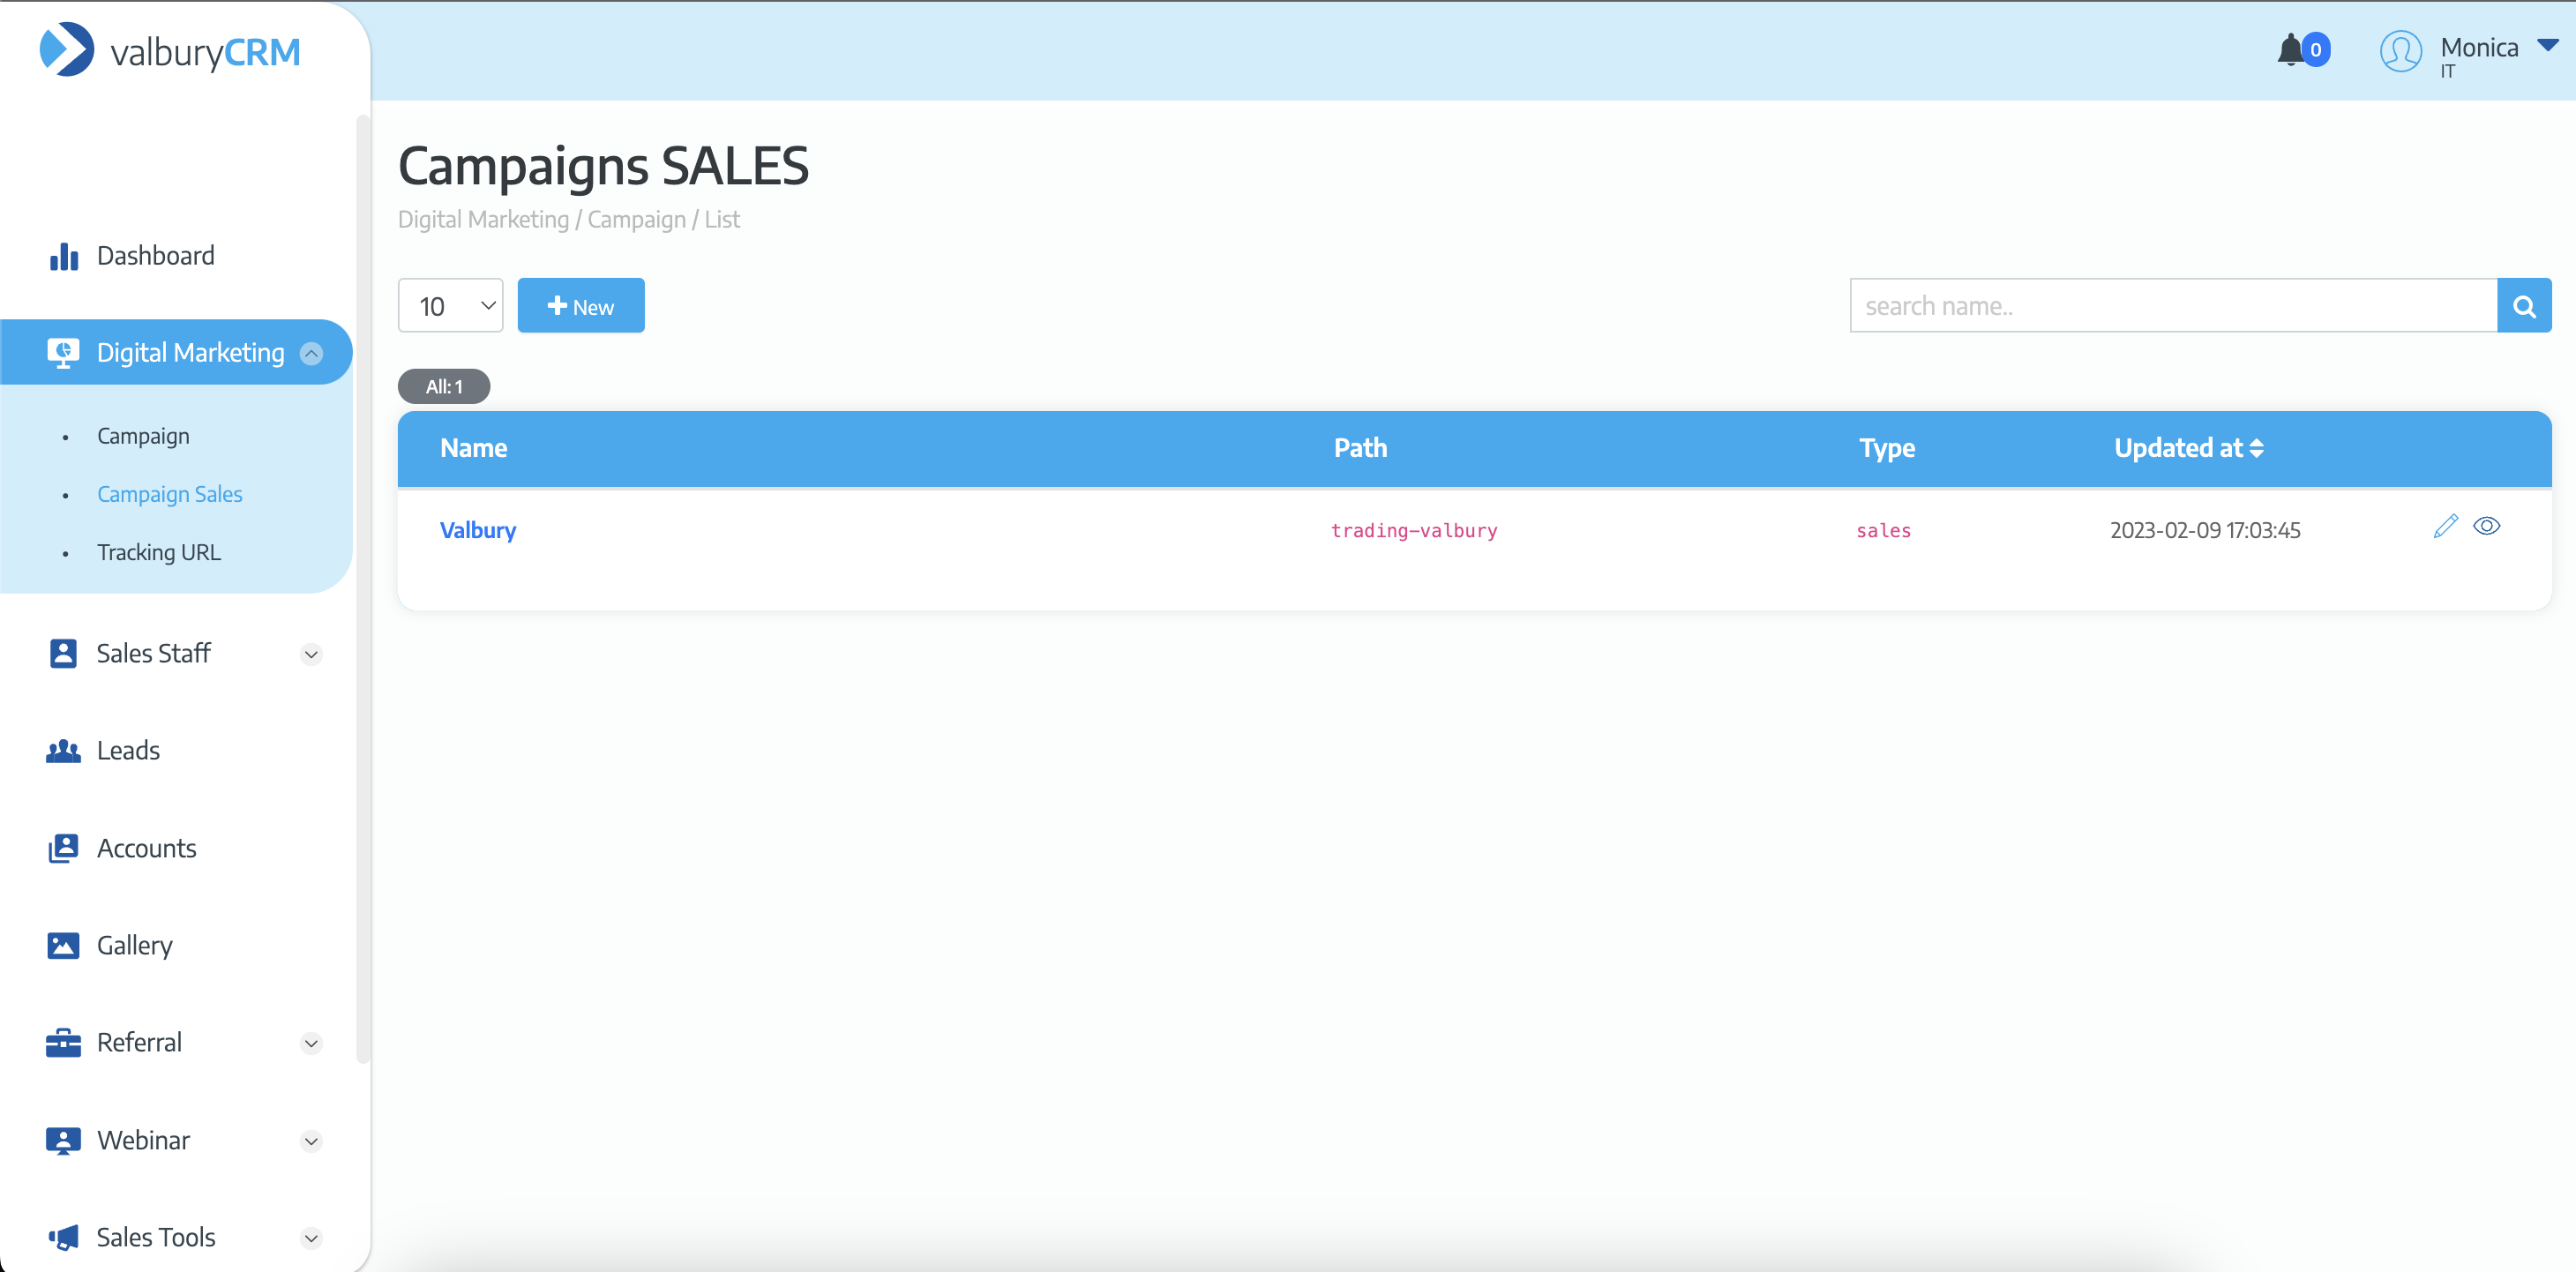 valburyCRM
0
Monica
IT
Dashboard
Digital Marketing
Campaign
Campaign Sales
Tracking URL
Sales Staff
Leads
Accounts
Gallery
Referral
Webinar
Sales Tools
Campaigns SALES
Digital Marketing / Campaign / List
10
New
search name..
All: 1
Name Path Type Updated at
Valbury trading-valbury sales 2023-02-09 17:03:45